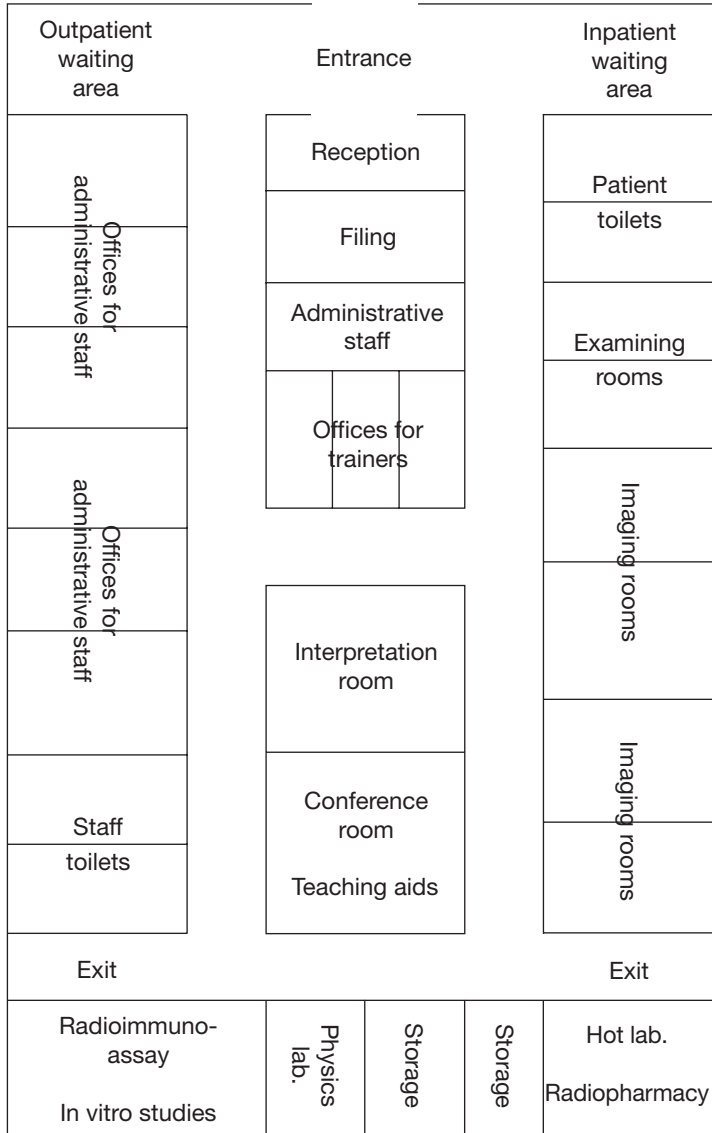 Outpatient
waiting
area
Entrance
Inpatient
waiting
area
Offices for
administrative staff
Offices for
administrative staff
Staff
toilets
Reception
Filing
Administrative
staff
Offices for
trainers
Interpretation
room
Conference
room
Teaching aids
Patient
toilets
Examining
rooms
Imaging rooms
Imaging rooms
Exit
Exit
Radioimmuno-
assay
In vitro studies
Physics
lab.
Storage
Storage
Hot lab.
Radiopharmacy